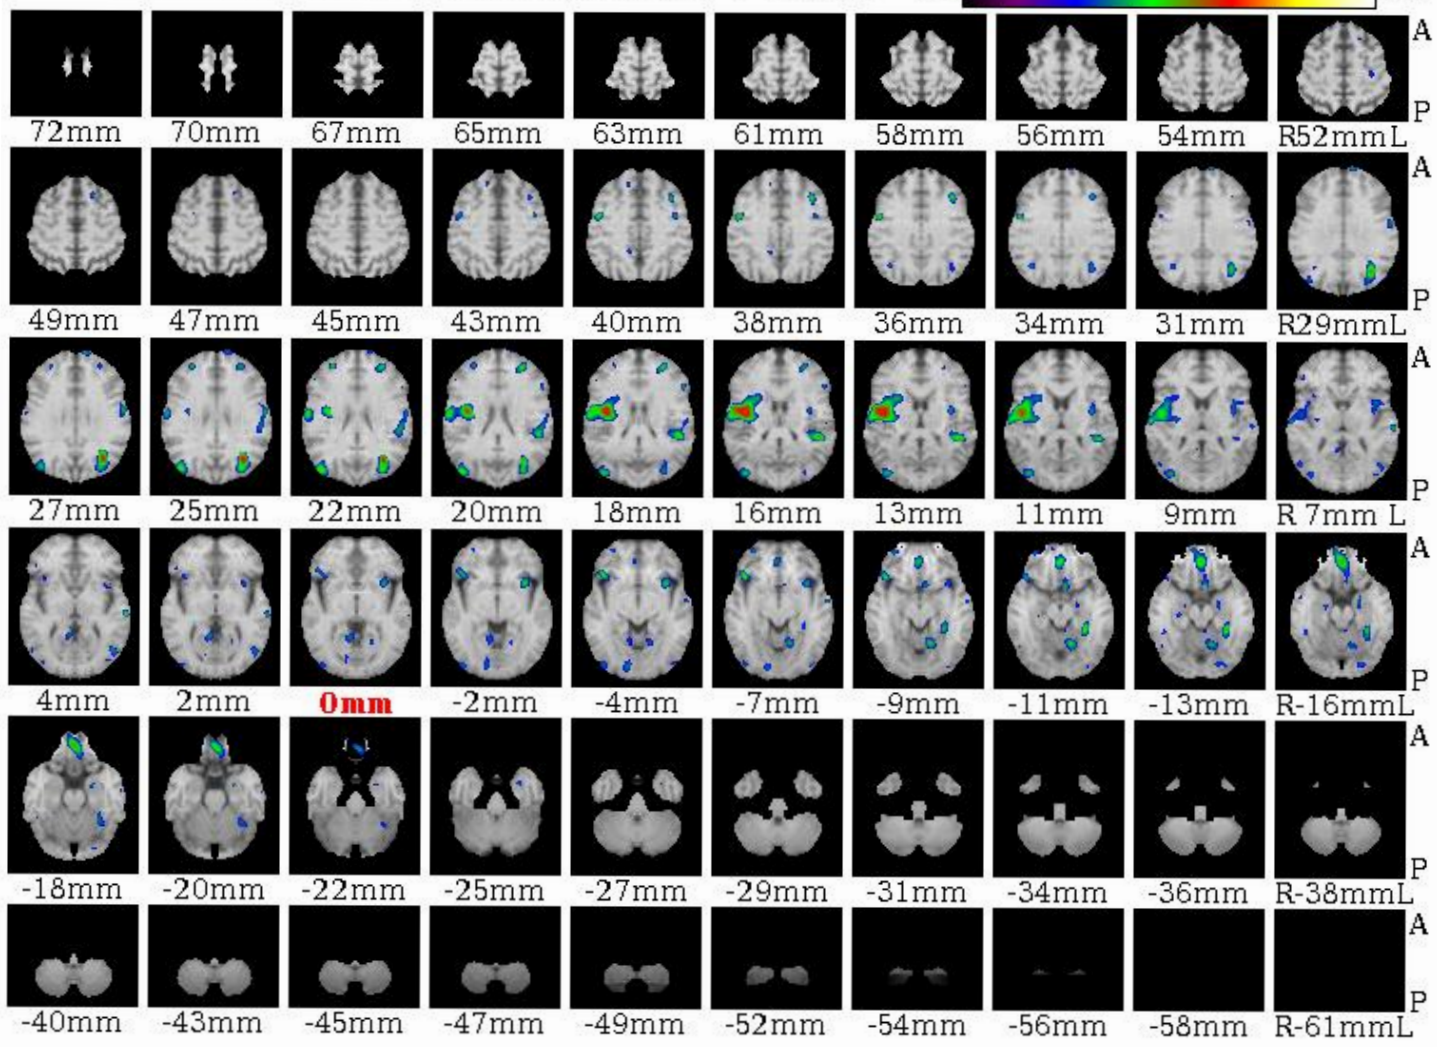 A
P
72mm 70mm 67mm 65mm 63mm 61mm 58mm 56mm 54mm R52mmL
A
P
49mm 47mm 45mm 43mm 40mm 38mm 36mm 34mm 31mm R29mmL
A
P
27mm 25mm 22mm 20mm 18mm 16mm 13mm 11mm 9mm R 7mm L
A
P
4mm 2mm 0mm -2mm -4mm -7mm -9mm -11mm -13mm R-16mmL
A
P
-18mm -20mm -22mm -25mm -27mm -29mm -31mm -34mm -36mm R-38mmL
A
P
-40mm -43mm -45mm -47mm -49mm -52mm -54mm -56mm -58mm R-61mmL